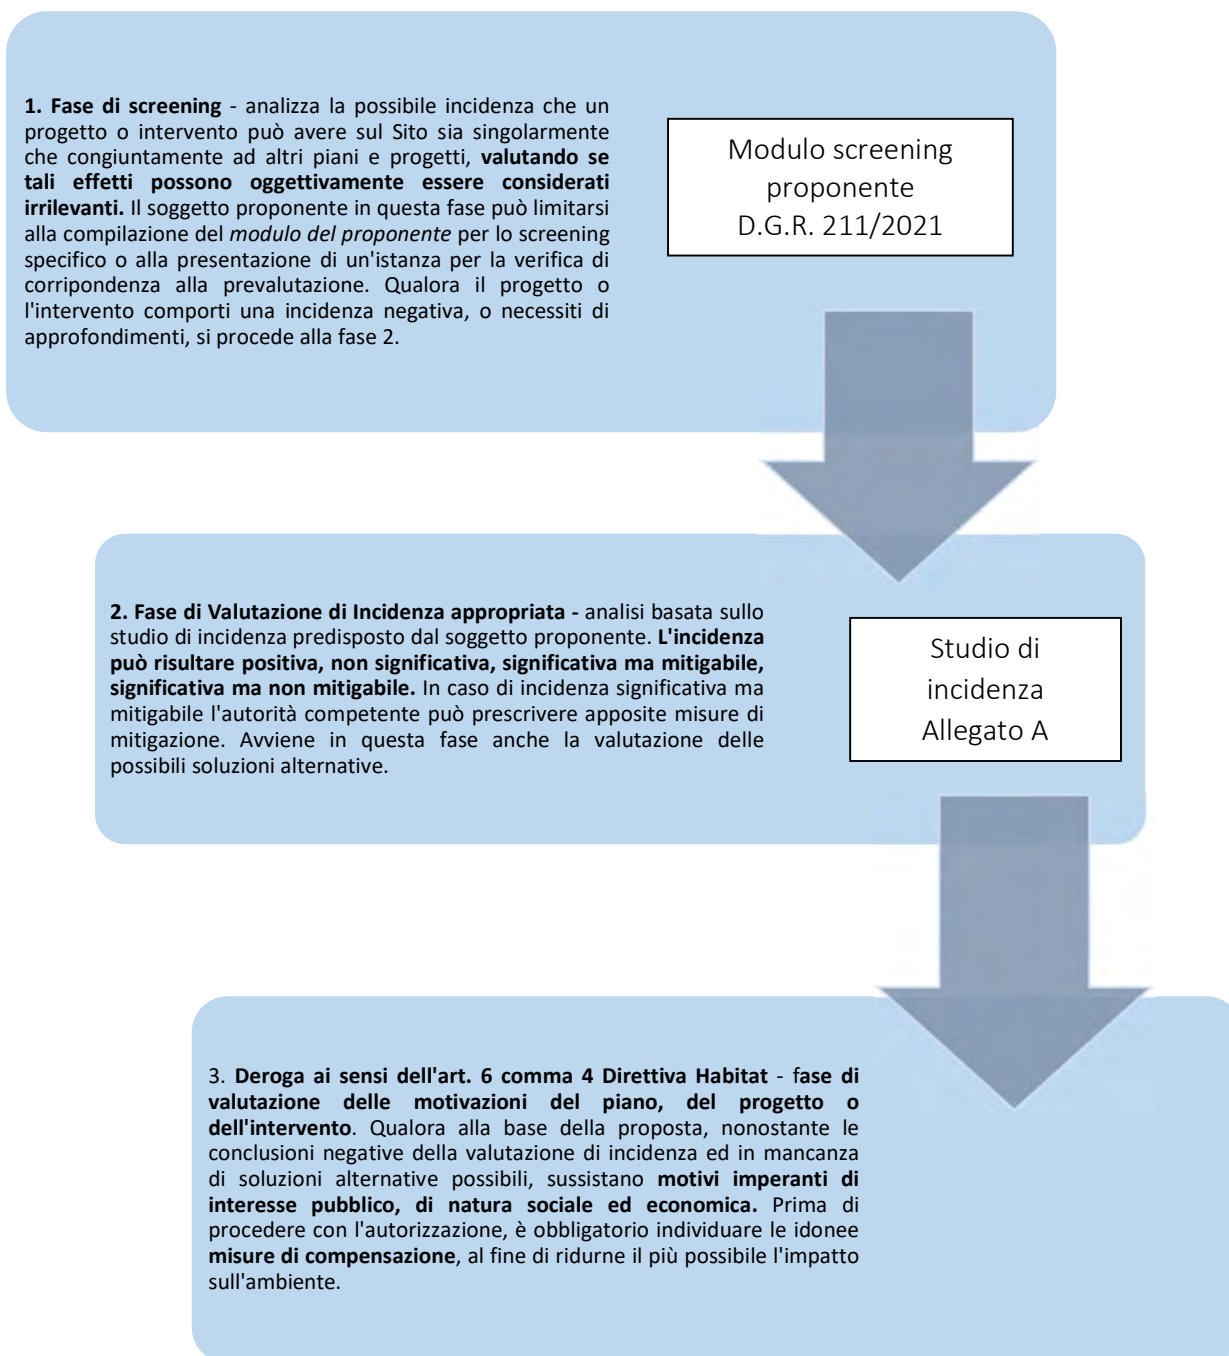 1. Fase di screening - analizza la possibile incidenza che un
progetto o intervento può avere sul Sito sia singolarmente
che congiuntamente ad altri piani e progetti, valutando se
tali effetti possono oggettivamente essere considerati
irrilevanti. Il soggetto proponente in questa fase può limitarsi
alla compilazione del modulo del proponente per lo screening
specifico o alla presentazione di un'istanza per la verifica di
corripondenza alla prevalutazione. Qualora il progetto o
l'intervento comporti una incidenza negativa, o necessiti di
approfondimenti, si procede alla fase 2.
Modulo screening
proponente
D.G.R. 211/2021
2. Fase di Valutazione di Incidenza appropriata - analisi basata sullo
studio di incidenza predisposto dal soggetto proponente. L'incidenza
può risultare positiva, non significativa, significativa ma mitigabile,
significativa ma non mitigabile. In caso di incidenza significativa ma
mitigabile l'autorità competente può prescrivere apposite misure di
mitigazione. Avviene in questa fase anche la valutazione delle
possibili soluzioni alternative.
Studio di
incidenza
Allegato A
3. Deroga ai sensi dell'art. 6 comma 4 Direttiva Habitat - fase di
valutazione delle motivazioni del piano, del progetto o
dell'intervento. Qualora alla base della proposta, nonostante le
conclusioni negative della valutazione di incidenza ed in mancanza
di soluzioni alternative possibili, sussistano motivi imperanti di
interesse pubblico, di natura sociale ed economica. Prima di
procedere con l'autorizzazione, è obbligatorio individuare le idonee
misure di compensazione, al fine di ridurne il più possibile l'impatto
sull'ambiente.